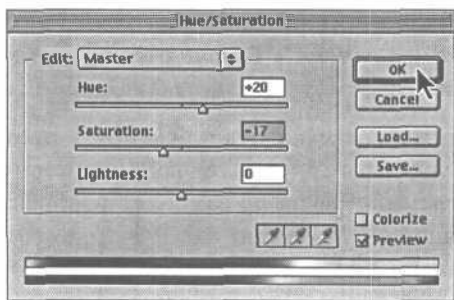 Hue/Saturation
Edit: Master
Hue: +20
Saturation: -17
Lightness: 0
OK
Cancel
Load...
Save...
Colorize
Preview